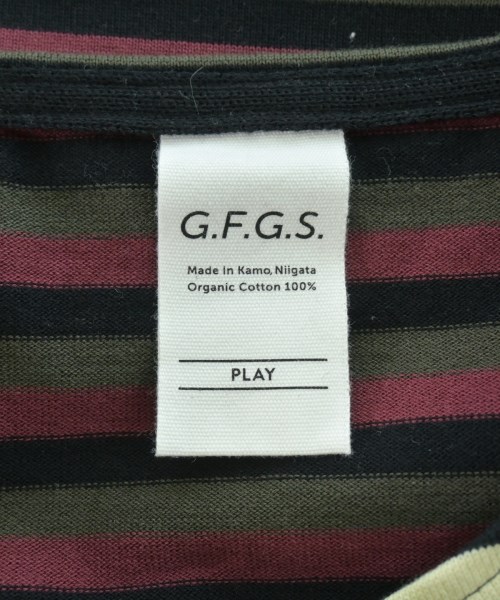 G.F.G.S.
Made In Kamo, Niigata
Organic Cotton 100%
PLAY